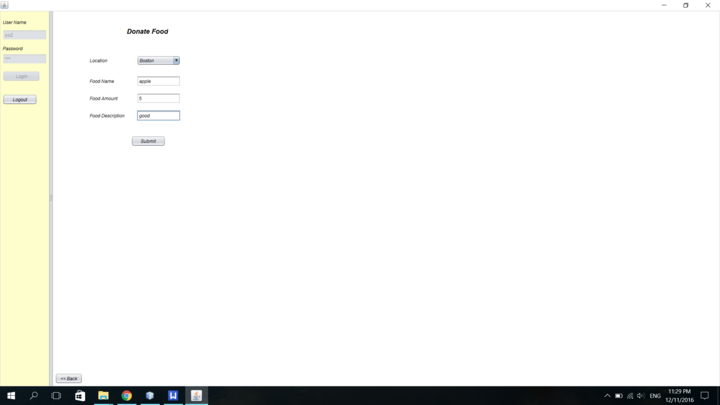 User Name
Password
Login
Logout
Donate Food
Location Boston
Food Name apple
Food Amount 5
Food Description good
Submit
<< Back
ENG
11:29 PM
12/11/2016